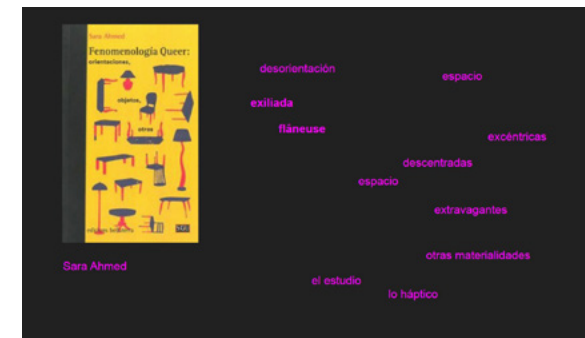 Sara Ahmed
Fenomenología Queer:
orientaciones,
objetos,
otros
Sara Ahmed
desorientación
espacio
exiliada
flâneuse
excéntricas
descentradas
espacio
extravagantes
otras materialidades
el estudio
lo háptico